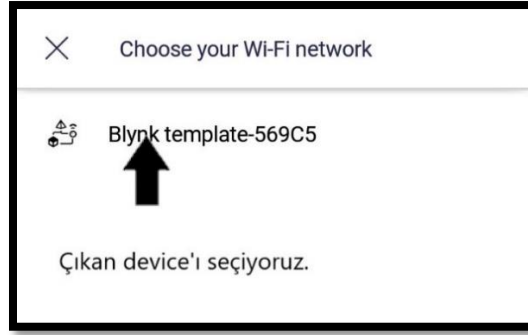 Choose your Wi-Fi network
Blynk template-569C5
Çıkan device'ı seçiyoruz.